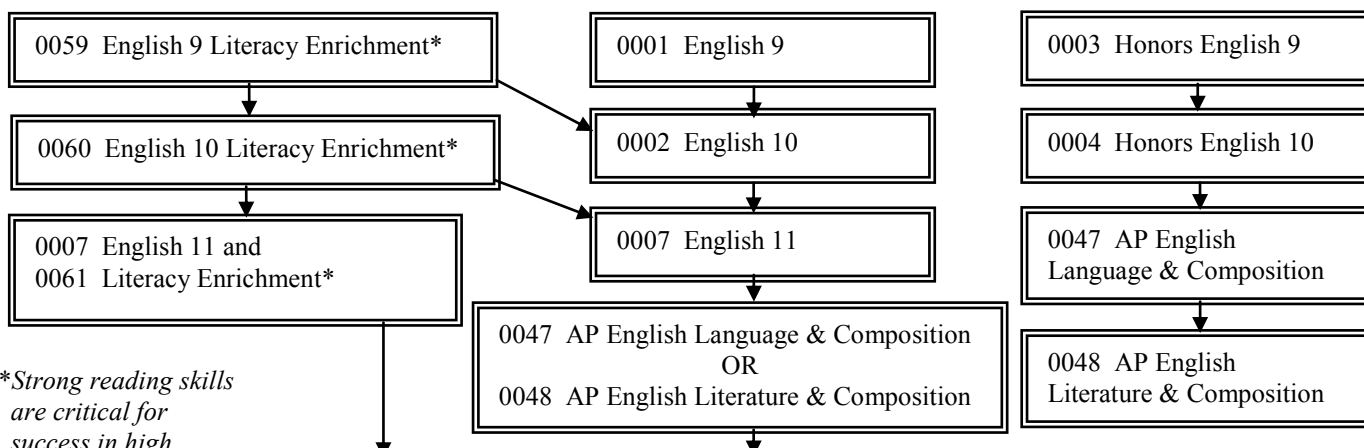 0059 English 9 Literacy Enrichment*
0001 English 9
0003 Honors English 9
0060 English 10 Literacy Enrichment*
0002 English 10
0004 Honors English 10
0007 English 11 and
0061 Literacy Enrichment*
0007 English 11
0047 AP English
Language & Composition
0047 AP English Language & Composition
OR
0048 AP English Literature & Composition
0048 AP English
Literature & Composition
*Strong reading skills
are critical for
success in high